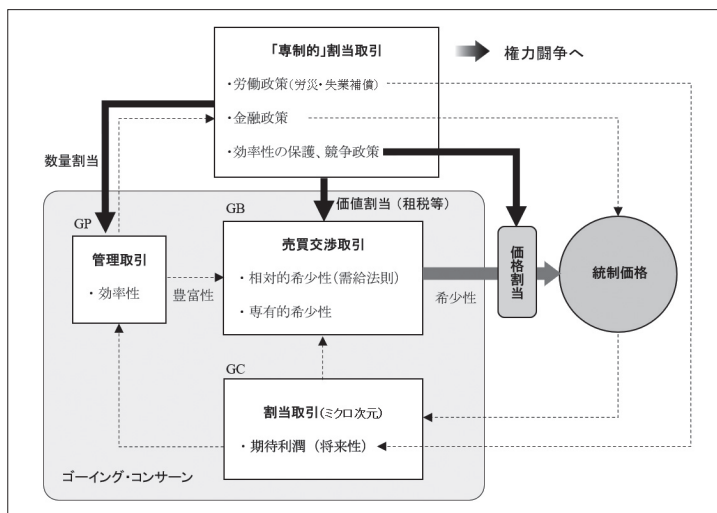 「専制的」割当取引
権力闘争へ
・労働政策(労災・失業補償)
・金融政策
・効率性の保護、競争政策
数量割当
価値割当（租税等）
GP
GB
管理取引
・効率性
豊富性
売買交渉取引
・相対的希少性(需給法則)
・専有的希少性
希少性
価格割当
統制価格
GC
割当取引(ミクロ次元)
・期待利潤（将来性）
ゴーイング・コンサーン